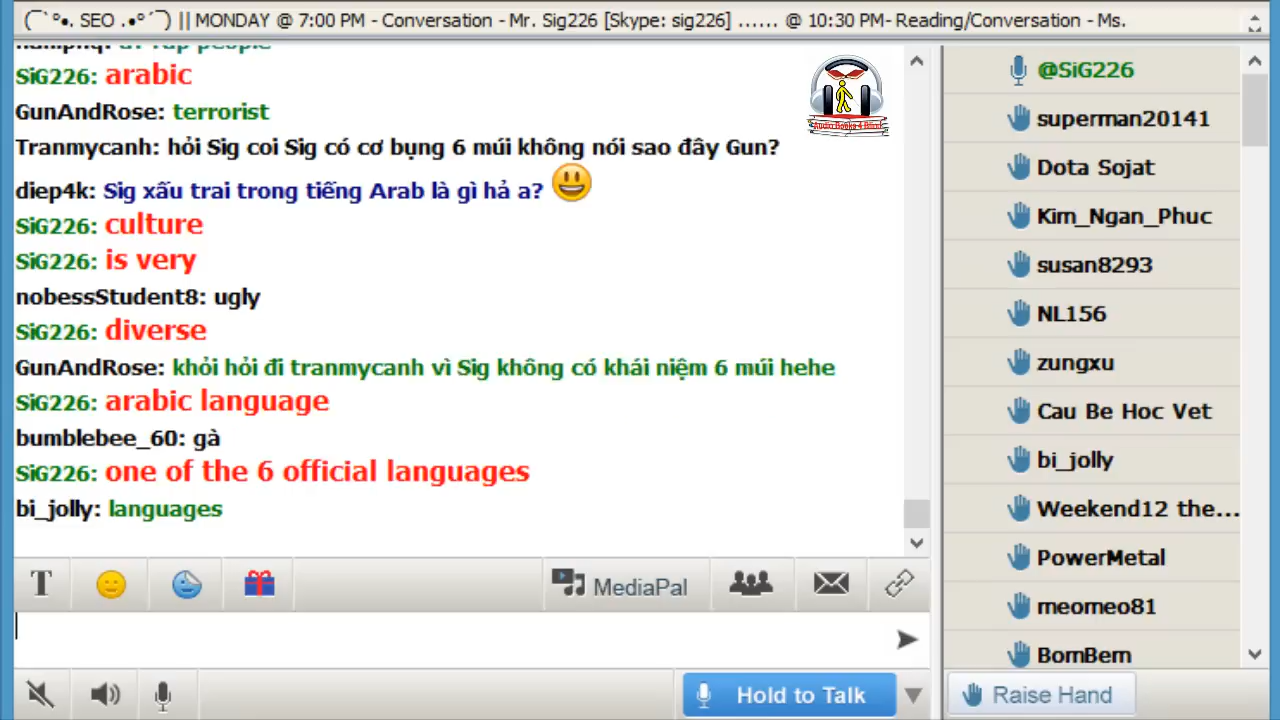 (¯`°•. SEO .•°´¯) || MONDAY @ 7:00 PM - Conversation - Mr. Sig226 [Skype: sig226] ...... @ 10:30 PM- Reading/Conversation - Ms.
SiG226: arabic
GunAndRose: terrorist
Tranmycanh: hỏi Sig coi Sig có cơ bụng 6 múi không nói sao đây Gun?
diep4k: Sig xấu trai trong tiếng Arab là gì hả a?
SiG226: culture
SiG226: is very
nobessStudent8: ugly
SiG226: diverse
GunAndRose: khỏi hỏi đi tranmycanh vì Sig không có khái niệm 6 múi hehe
SiG226: arabic language
bumblebee_60: gà
SiG226: one of the 6 official languages
bi_jolly: languages
Audio Books 4 Blind
T
MediaPal
Hold to Talk
@SiG226
superman20141
Dota Sojat
Kim_Ngan_Phuc
susan8293
NL156
zungxu
Cau Be Hoc Vet
bi_jolly
Weekend12 the...
PowerMetal
meomeo81
BornBern
Raise Hand